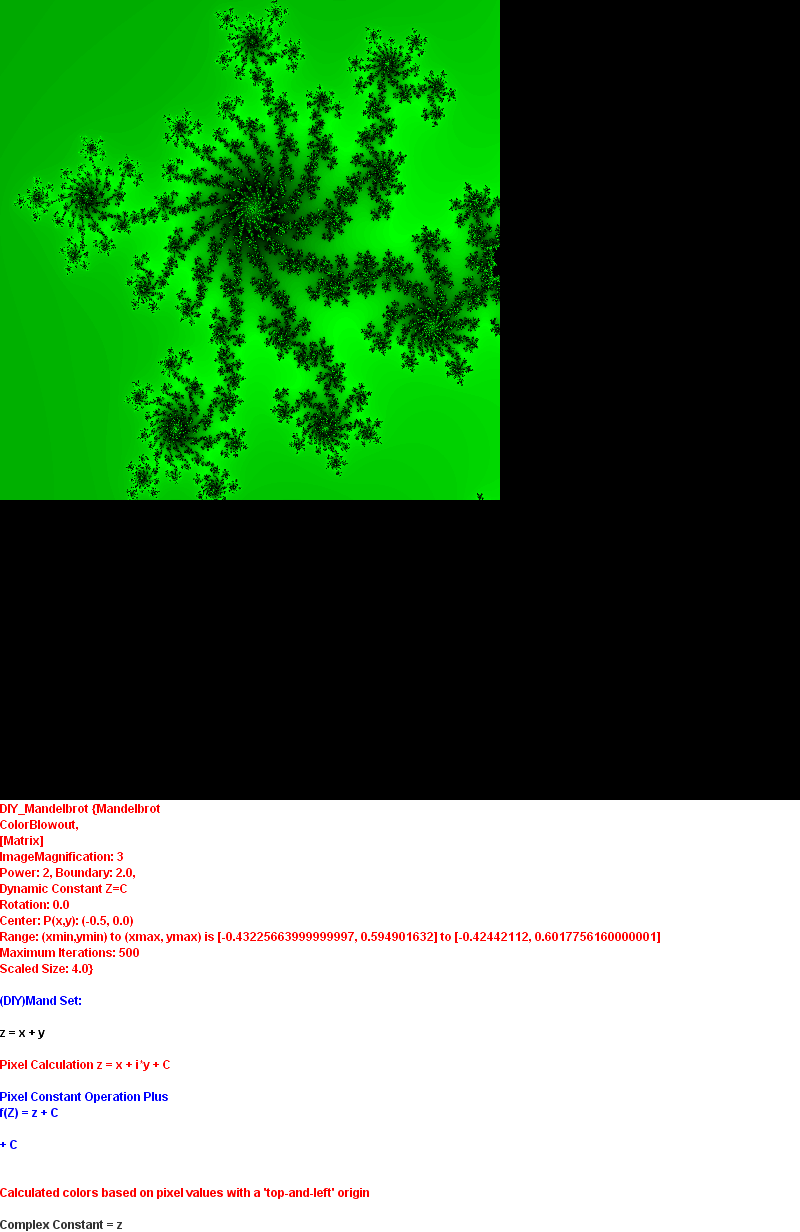 DIY_Mandelbrot {Mandelbrot
ColorBlowout,
[Matrix]
ImageMagnification: 3
Power: 2, Boundary: 2.0,
Dynamic Constant Z=C
Rotation: 0.0
Center: P(x,y): (-0.5, 0.0)
Range: (xmin,ymin) to (xmax, ymax) is [-0.43225663999999997, 0.594901632] to [-0.42442112, 0.6017756160000001]
Maximum Iterations: 500
Scaled Size: 4.0}
(DIY)Mand Set:
z = x + y
Pixel Calculation z = x + i*y + C
Pixel Constant Operation Plus
f(Z) = z + C
+ C
Calculated colors based on pixel values with a 'top-and-left' origin
Complex Constant = z